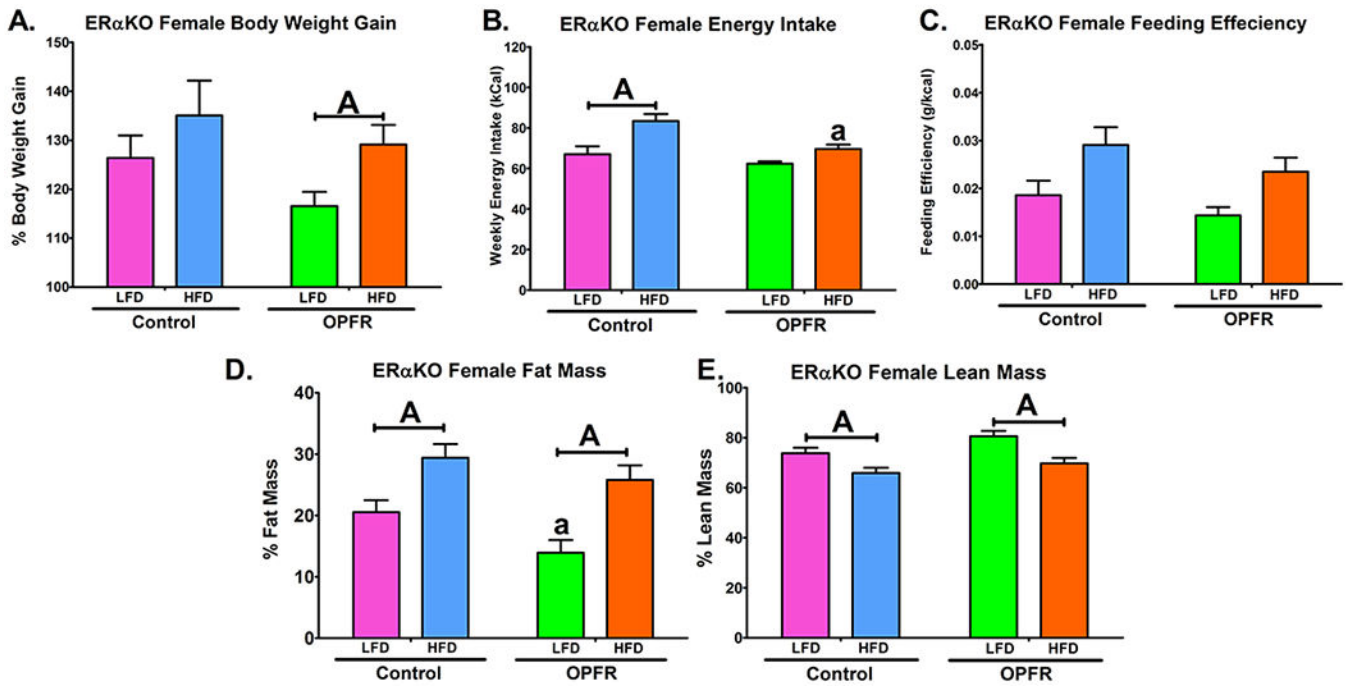 A.
ERαKO Female Body Weight Gain
% Body Weight Gain
150
140
130
120
110
100
A
LFD
HFD
LFD
HFD
Control
OPFR
B.
ERαKO Female Energy Intake
Weekly Energy Intake (kCal)
120
100
80
60
40
20
0
A
a
LFD
HFD
LFD
HFD
Control
OPFR
C.
ERαKO Female Feeding Effeciency
Feeding Efficiency (g/kcal)
0.05
0.04
0.03
0.02
0.01
0.00
LFD
HFD
LFD
HFD
Control
OPFR
D.
ERαKO Female Fat Mass
% Fat Mass
40
30
20
10
0
A
A
a
LFD
HFD
LFD
HFD
Control
OPFR
E.
ERαKO Female Lean Mass
% Lean Mass
100
80
60
40
20
0
A
A
LFD
HFD
LFD
HFD
Control
OPFR